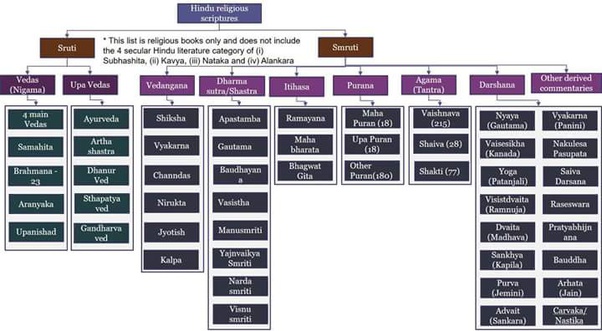 Hindu religious
scriptures
* This list is religious books only and does not
include the 4 secular Hindu literature category of (i)
Subhashita, (ii) Kavya, (iii) Nataka and (iv) Alankara
Sruti
Smruti
Vedas
(Nigama)
Upa Vedas
Vedangana
Dharma
sutra/Shastra
Itihasa
Purana
Agama
(Tantra)
Darshana
Other derived
commentaries
4 main
Vedas
Samahita
Brahmana -
23
Aranyaka
Upanishad
Ayurveda
Artha
shastra
Dhanur
Ved
Sthapatya
ved
Gandharva
ved
Shiksha
Vyakarna
Channdas
Nirukta
Jyotish
Kalpa
Apastamba
Gautama
Baudhayan
a
Vasistha
Manusmriti
Yajnvaikya
Smriti
Narda
smriti
Visnu
smriti
Ramayana
Maha
bharata
Bhagwat
Gita
Maha
Puran (18)
Upa Puran
(18)
Other
Puran(180)
Vaishnava
(215)
Shaiva (28)
Shakti (77)
Nyaya
(Gautama)
Vaisesikha
(Kanada)
Yoga
(Patanjali)
Visistdvaita
(Ramnuja)
Dvaita
(Madhava)
Sankhya
(Kapila)
Purva
(Jemini)
Advait
(Sankara)
Vyakarna
(Panini)
Nakulesa
Pasupata
Saiva
Darsana
Raseswara
Pratyabhijn
ana
Bauddha
Arhata
(Jain)
Carvaka/
Nastika